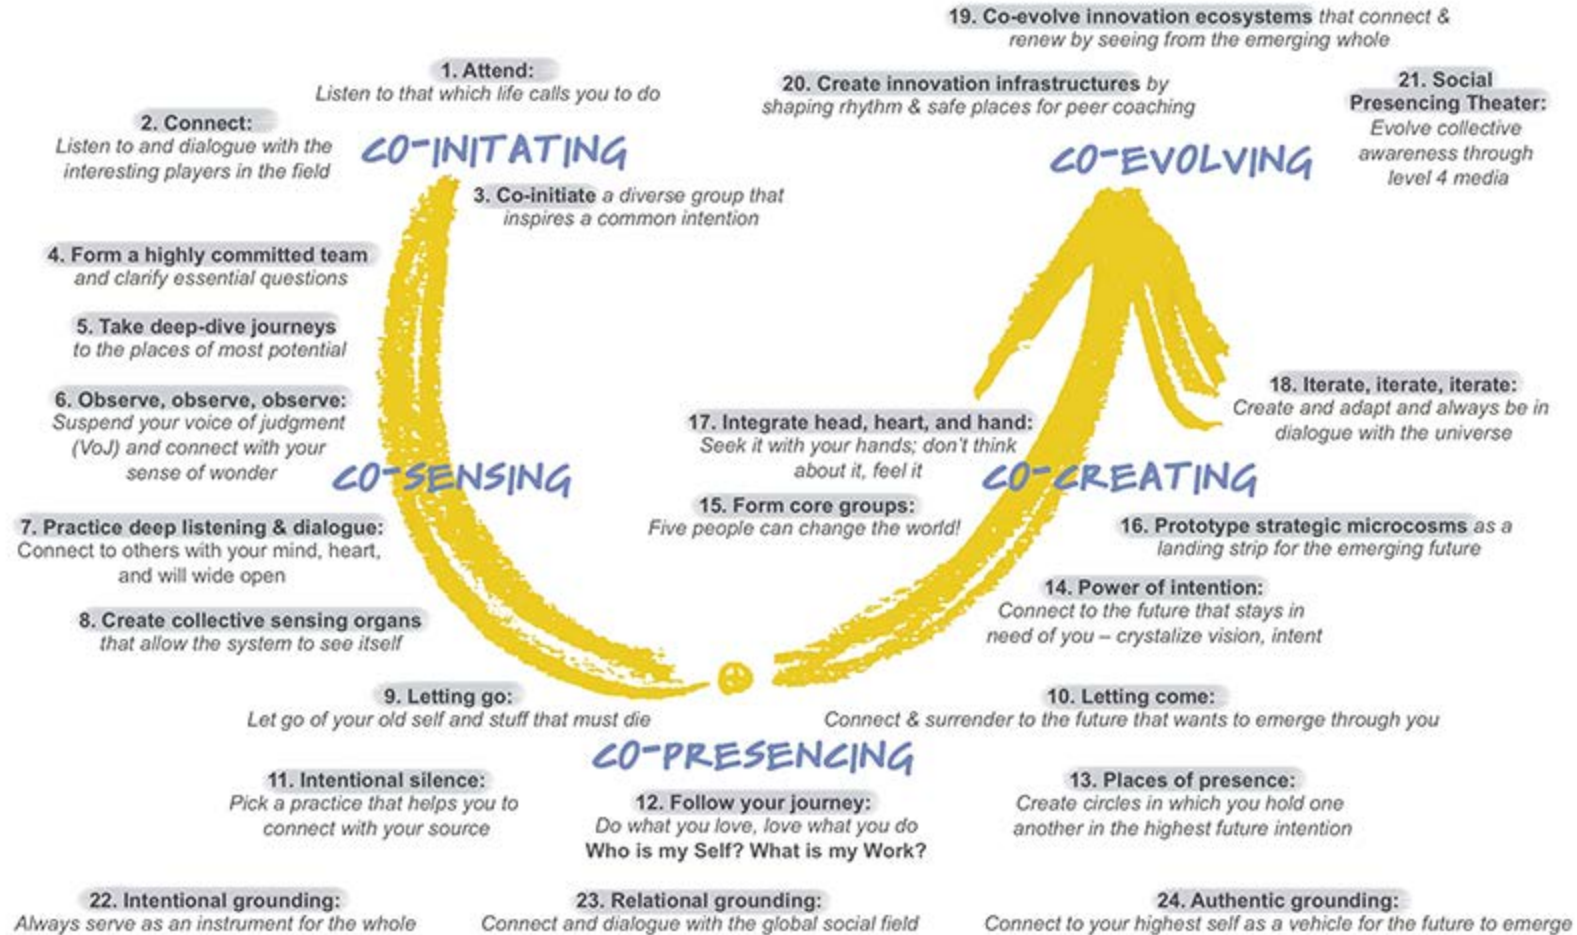 19. Co-evolve innovation ecosystems that connect &
renew by seeing from the emerging whole
1. Attend:
Listen to that which life calls you to do
20. Create innovation infrastructures by
shaping rhythm & safe places for peer coaching
21. Social
Presencing Theater:
Evolve collective
awareness through
level 4 media
2. Connect:
Listen to and dialogue with the
interesting players in the field
CO-INITATING
CO-EVOLVING
3. Co-initiate a diverse group that
inspires a common intention
4. Form a highly committed team
and clarify essential questions
5. Take deep-dive journeys
to the places of most potential
6. Observe, observe, observe:
Suspend your voice of judgment
(VoJ) and connect with your
sense of wonder
CO-SENSING
17. Integrate head, heart, and hand:
Seek it with your hands; don't think
about it, feel it
18. Iterate, iterate, iterate:
Create and adapt and always be in
dialogue with the universe
CO-CREATING
15. Form core groups:
Five people can change the world!
16. Prototype strategic microcosms as a
landing strip for the emerging future
7. Practice deep listening & dialogue:
Connect to others with your mind, heart,
and will wide open
14. Power of intention:
Connect to the future that stays in
need of you – crystalize vision, intent
8. Create collective sensing organs
that allow the system to see itself
9. Letting go:
Let go of your old self and stuff that must die
10. Letting come:
Connect & surrender to the future that wants to emerge through you
CO-PRESENCING
11. Intentional silence:
Pick a practice that helps you to
connect with your source
12. Follow your journey:
Do what you love, love what you do
Who is my Self? What is my Work?
13. Places of presence:
Create circles in which you hold one
another in the highest future intention
22. Intentional grounding:
Always serve as an instrument for the whole
23. Relational grounding:
Connect and dialogue with the global social field
24. Authentic grounding:
Connect to your highest self as a vehicle for the future to emerge